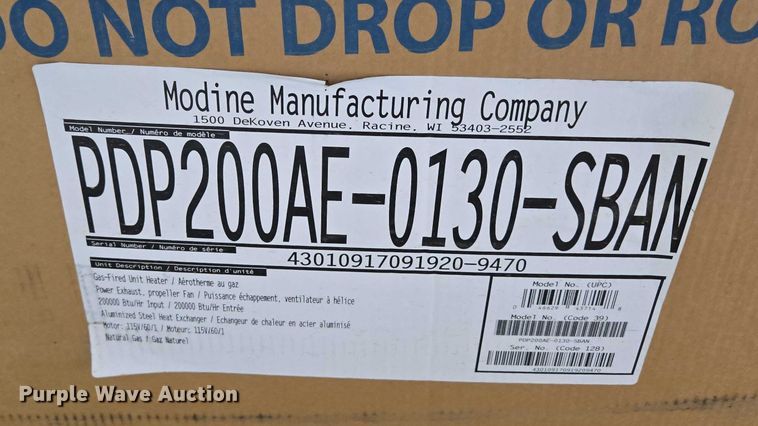 DO NOT DROP OR RO
Modine Manufacturing Company
1500 DeKoven Avenue, Racine, WI 53403-2552
Model Number / Numéro de modèle
PDP200AE-0130-SBAN
Serial Number / Numéro de série
43010917091920-9470
Unit Description / Description d'unité
Gas-Fired Unit Heater / Aérotherme au gaz
Power Exhaust, propeller Fan / Puissance échappement, ventilateur à hélice
200000 Btu/Hr Input / 200000 Btu/Hr Entrée
Aluminized Steel Heat Exchanger / Echangeur de chaleur en acier aluminisé
Motor: 115V/60/1 / Moteur: 115V/60/1
Natural Gas / Gaz Naturel
Model No. (UPC)
Model No. (Code 39)
PDP200AE-0130-SBAN
Ser. No. (Code 128)
430109170919209470
Purple Wave Auction